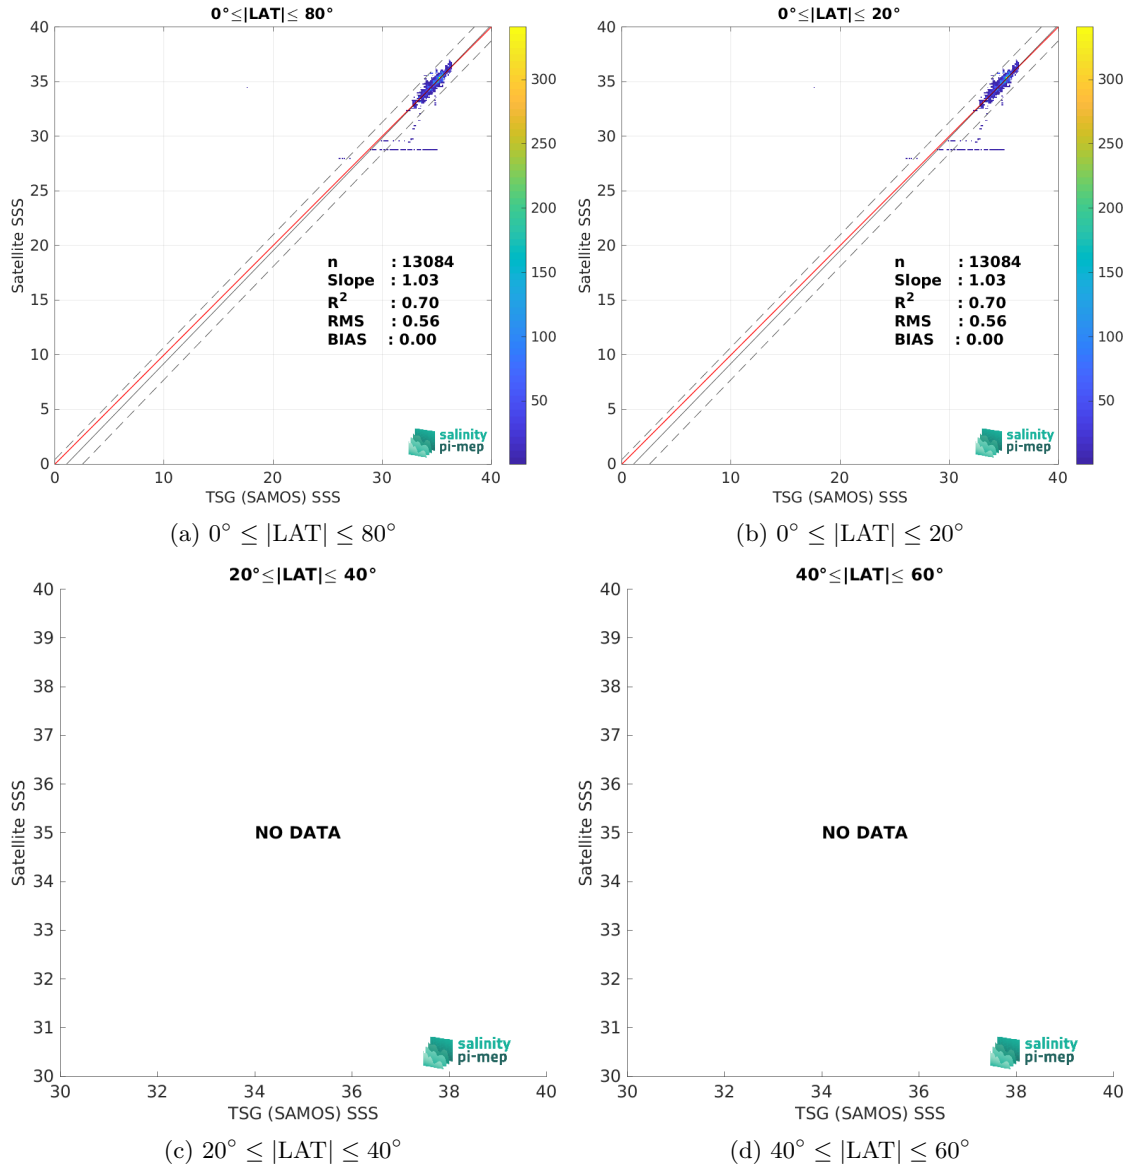 0°≤|LAT|≤ 80°
40
35
30
25
20
15
10
5
0
Satellite SSS
0
10
20
30
40
TSG (SAMOS) SSS
n : 13084
Slope : 1.03
R² : 0.70
RMS : 0.56
BIAS : 0.00
salinity
pi-mep
300
250
200
150
100
50
(a) 0° ≤ |LAT| ≤ 80°
0°≤|LAT|≤ 20°
40
35
30
25
20
15
10
5
0
Satellite SSS
0
10
20
30
40
TSG (SAMOS) SSS
n : 13084
Slope : 1.03
R² : 0.70
RMS : 0.56
BIAS : 0.00
salinity
pi-mep
300
250
200
150
100
50
(b) 0° ≤ |LAT| ≤ 20°
20°≤|LAT|≤ 40°
40
39
38
37
36
35
34
33
32
31
30
Satellite SSS
NO DATA
salinity
pi-mep
30
32
34
36
38
40
TSG (SAMOS) SSS
(c) 20° ≤ |LAT| ≤ 40°
40°≤|LAT|≤ 60°
40
39
38
37
36
35
34
33
32
31
30
Satellite SSS
NO DATA
salinity
pi-mep
30
32
34
36
38
40
TSG (SAMOS) SSS
(d) 40° ≤ |LAT| ≤ 60°